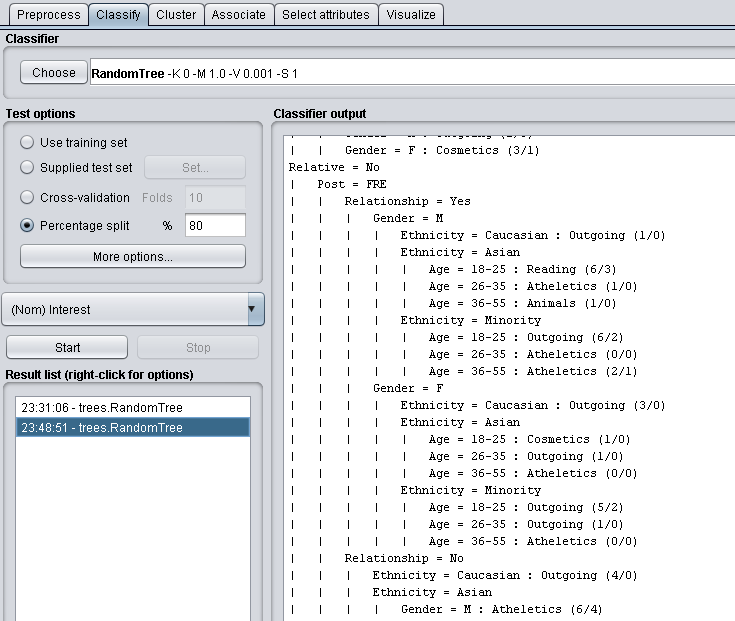 Preprocess Classify Cluster Associate Select attributes Visualize
Classifier
Choose RandomTree -K 0 -M 1.0 -V 0.001 -S 1
Test options
Use training set
Supplied test set Set...
Cross-validation Folds 10
Percentage split % 80
More options...
(Nom) Interest
Start Stop
Result list (right-click for options)
23:31:06 - trees.RandomTree
23:48:51 - trees.RandomTree
Classifier output
| | Gender = F : Cosmetics (3/1)
Relative = No
| Post = FRE
| | Relationship = Yes
| | | Gender = M
| | | | Ethnicity = Caucasian : Outgoing (1/0)
| | | | Ethnicity = Asian
| | | | | Age = 18-25 : Reading (6/3)
| | | | | Age = 26-35 : Atheletics (1/0)
| | | | | Age = 36-55 : Animals (1/0)
| | | | Ethnicity = Minority
| | | | | Age = 18-25 : Outgoing (6/2)
| | | | | Age = 26-35 : Atheletics (0/0)
| | | | | Age = 36-55 : Atheletics (2/1)
| | | Gender = F
| | | | Ethnicity = Caucasian : Outgoing (3/0)
| | | | Ethnicity = Asian
| | | | | Age = 18-25 : Cosmetics (1/0)
| | | | | Age = 26-35 : Outgoing (1/0)
| | | | | Age = 36-55 : Atheletics (0/0)
| | | | Ethnicity = Minority
| | | | | Age = 18-25 : Outgoing (5/2)
| | | | | Age = 26-35 : Outgoing (1/0)
| | | | | Age = 36-55 : Atheletics (0/0)
| | Relationship = No
| | | Ethnicity = Caucasian : Outgoing (4/0)
| | | Ethnicity = Asian
| | | | Gender = M : Atheletics (6/4)